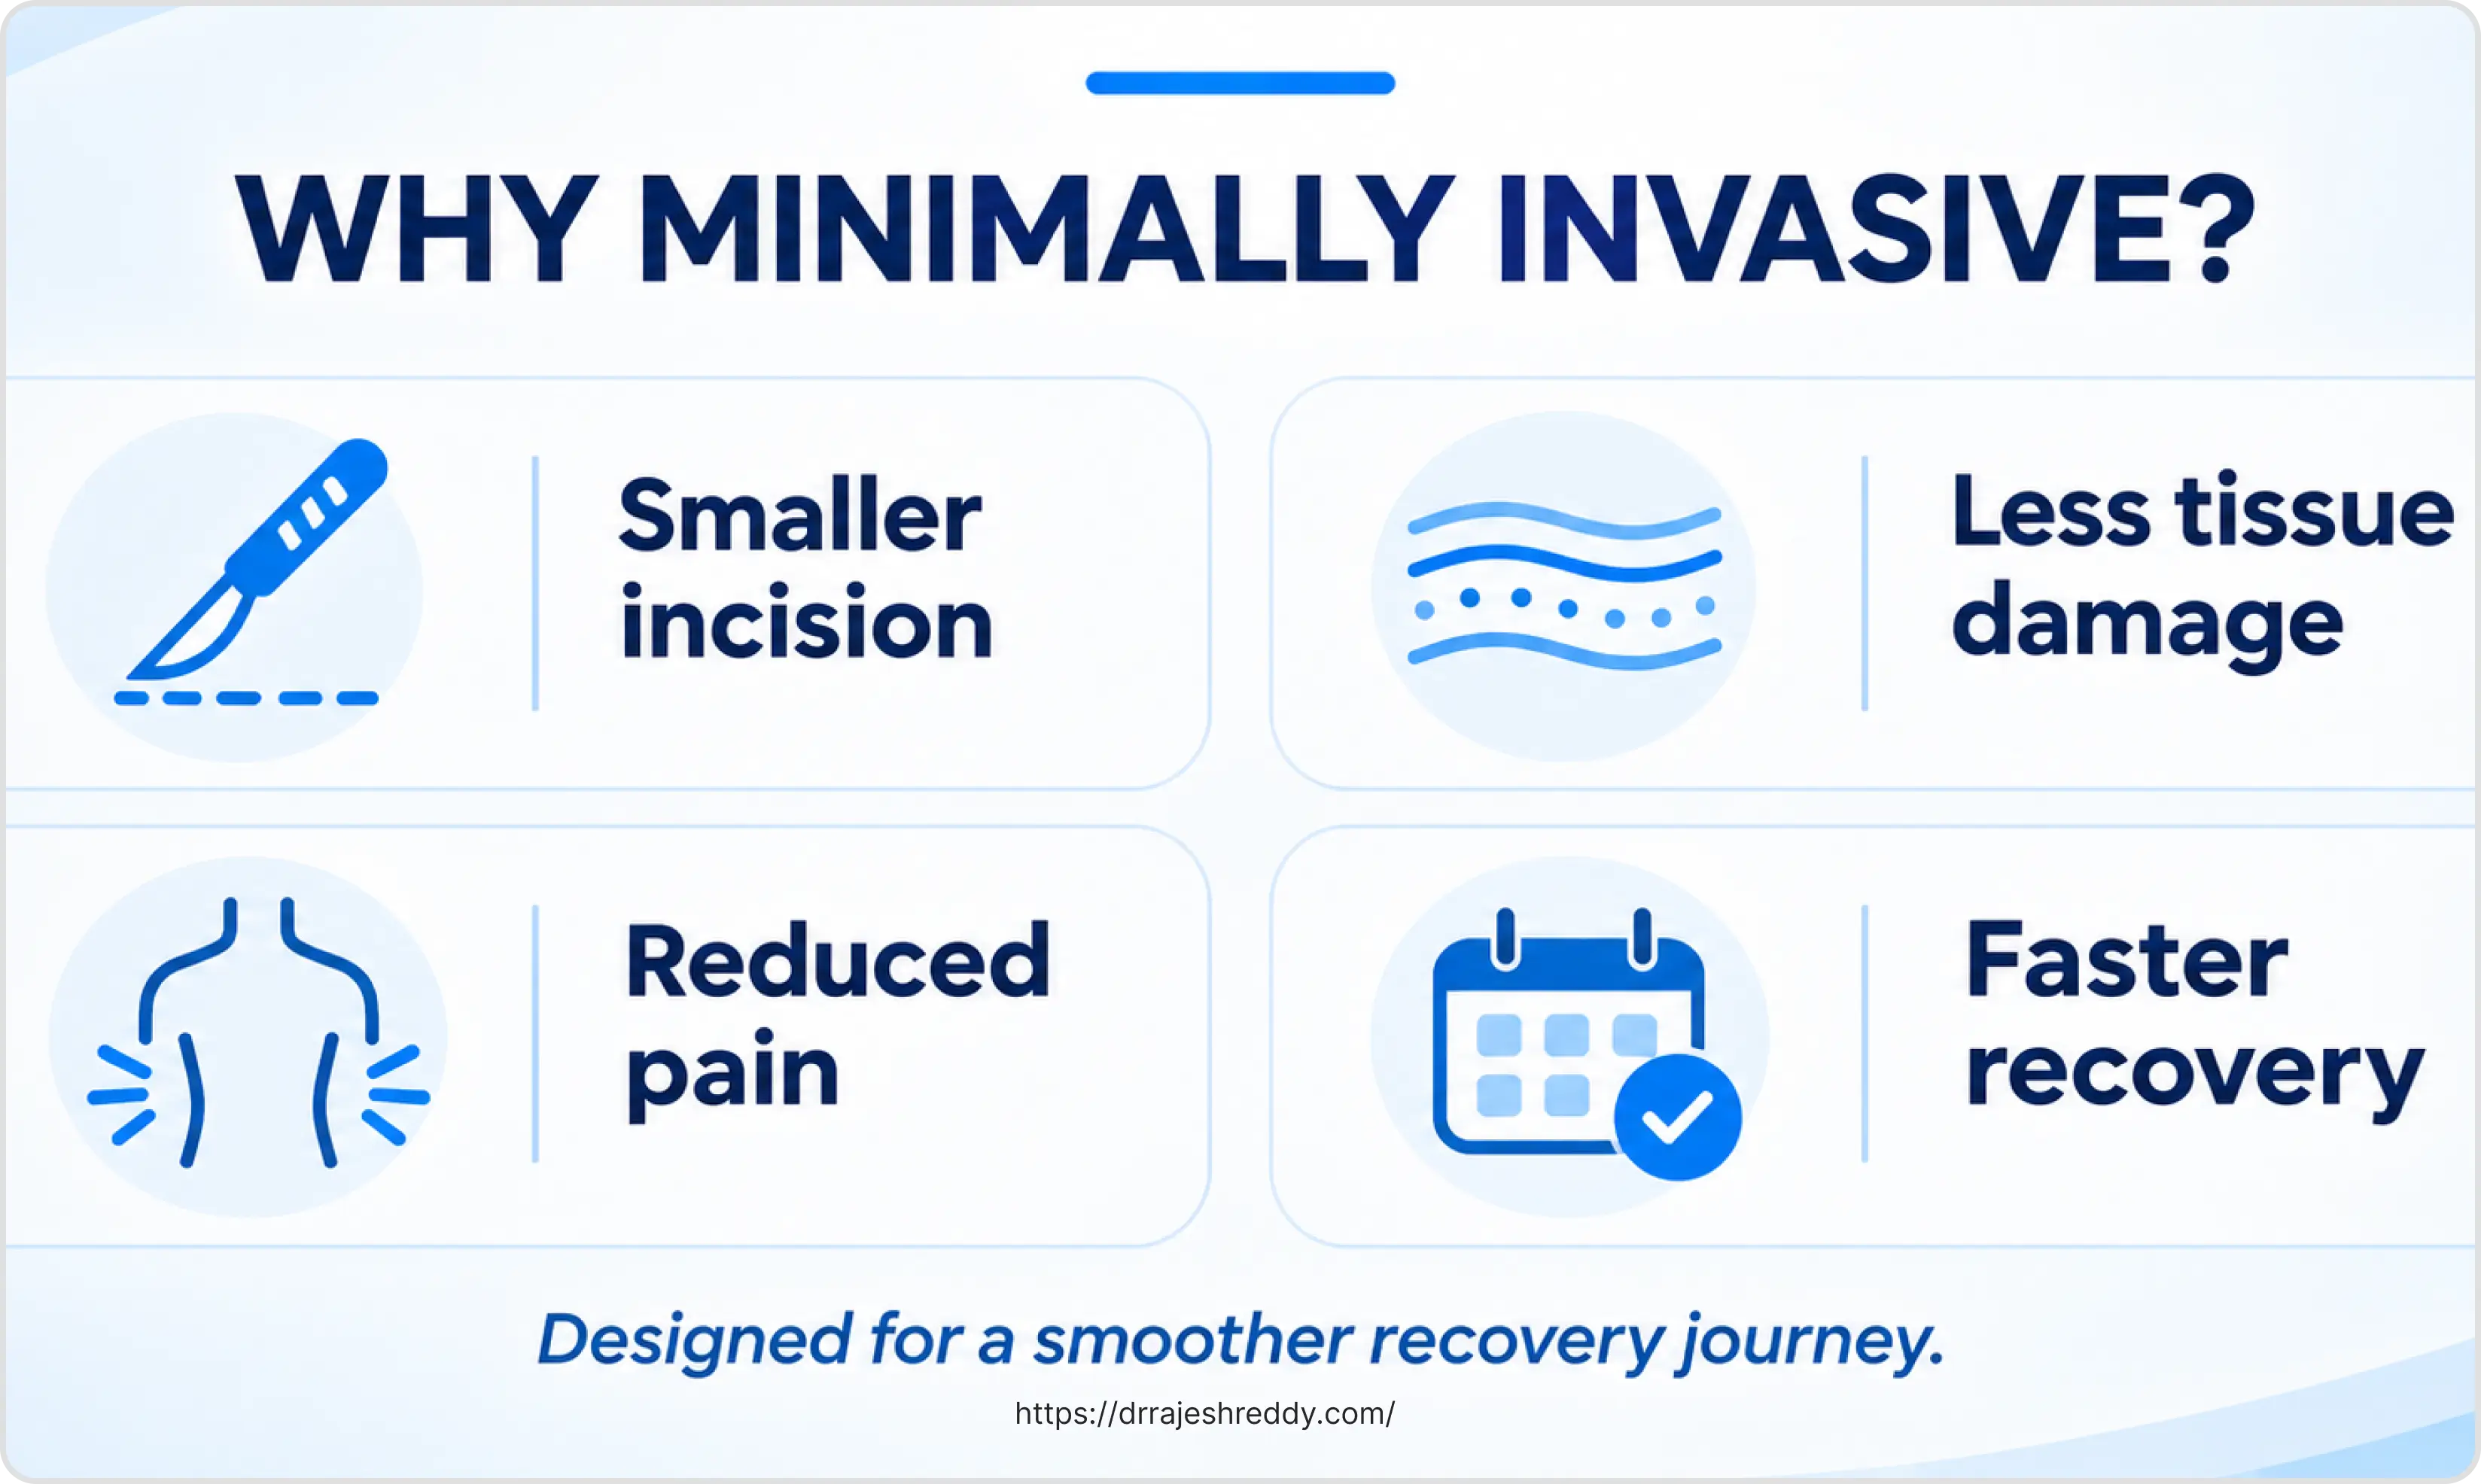 WHY MINIMALLY INVASIVE?
Smaller
incision
Less tissue
damage
Reduced
pain
Faster
recovery
Designed for a smoother recovery journey.
https://drrajeshreddy.com/